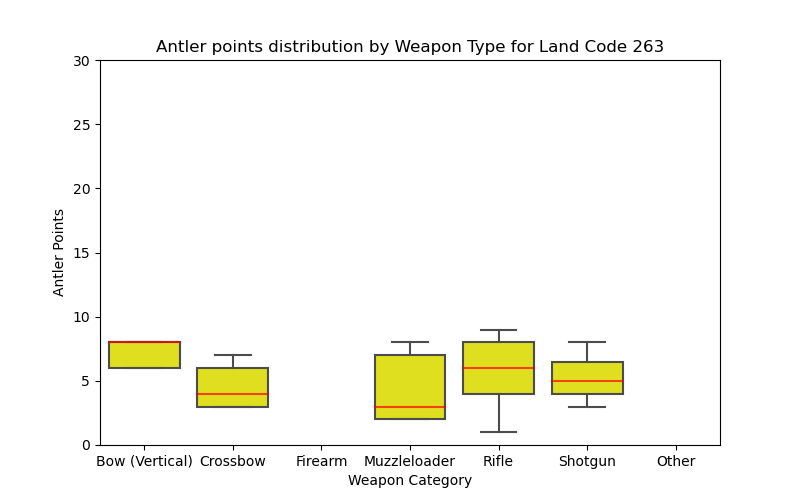 Antler points distribution by Weapon Type for Land Code 263
30
25
20
15
10
5
0
Antler Points
Bow (Vertical) Crossbow Firearm Muzzleloader Rifle Shotgun Other
Weapon Category